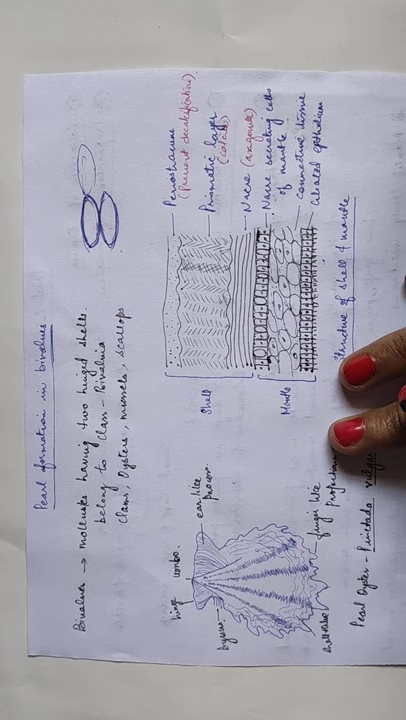 Pearl formation in bivalves.
Bivalves → molluscs having two hinged shells.
belong to Class - Bivalvia
Clams, Oysters, mussels, scallops
hinge umbo.
ear like process.
byssus
finger like
projections
Pearl Oyster - Pinctada vulgaris
Shell
Mantle
Periostracum
(Prevent decalcification)
Prismatic layer
(calcite)
Nacre (aragonite)
Nacre secreting cells
of mantle
connective tissue
ciliated epithelium
Structure of shell & mantle